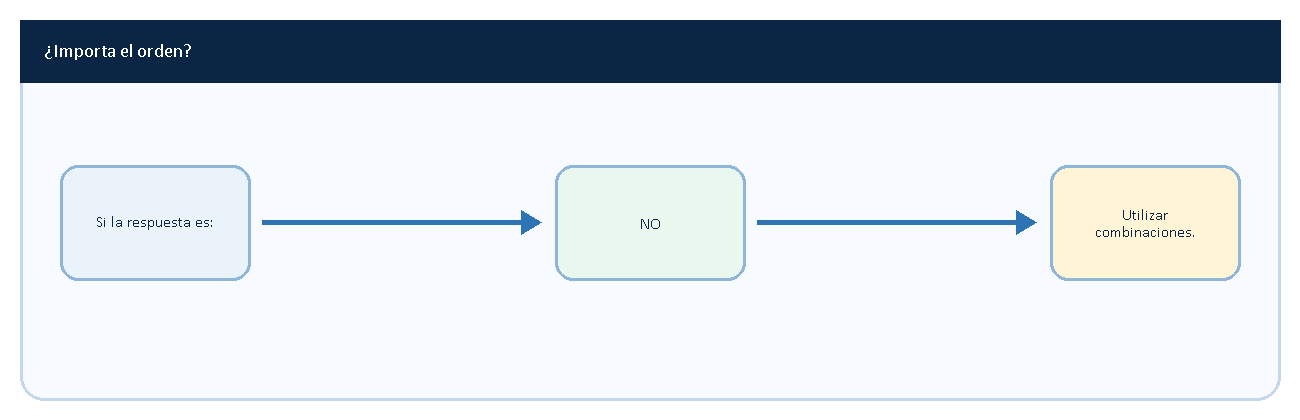 ¿Importa el orden?
Si la respuesta es:
NO
Utilizar
combinaciones.